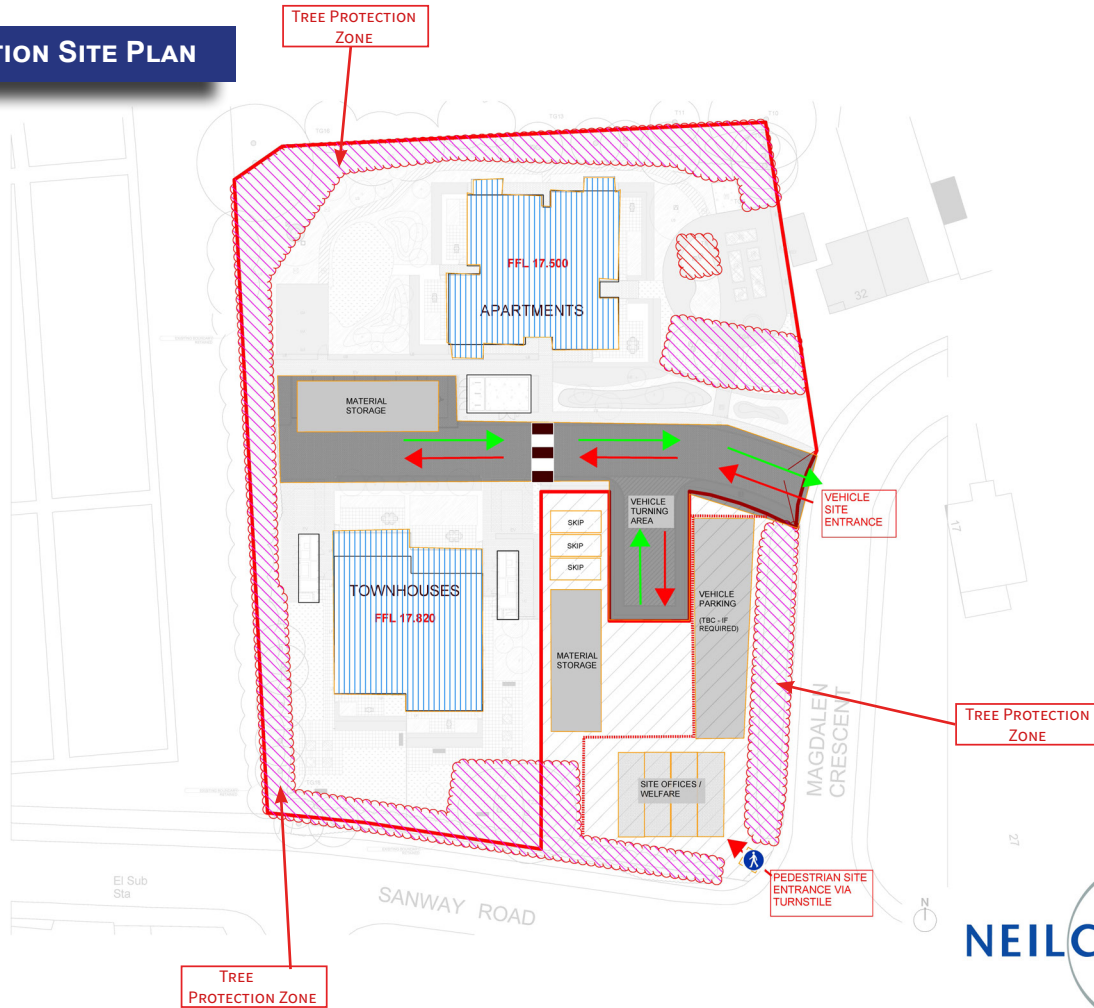 TION SITE PLAN
TREE PROTECTION
ZONE
FFL 17.500
APARTMENTS
32
MATERIAL
STORAGE
VEHICLE
SITE
ENTRANCE
17
SKIP
SKIP
SKIP
VEHICLE
TURNING
AREA
VEHICLE
PARKING
(TBC - IF
REQUIRED)
TOWNHOUSES
FFL 17.820
MATERIAL
STORAGE
TREE PROTECTION
ZONE
MAGDALEN
CRESCENT
SITE OFFICES /
WELFARE
27
PEDESTRIAN SITE
ENTRANCE VIA
TURNSTILE
El Sub
Sta
SANWAY ROAD
N
TREE
PROTECTION ZONE